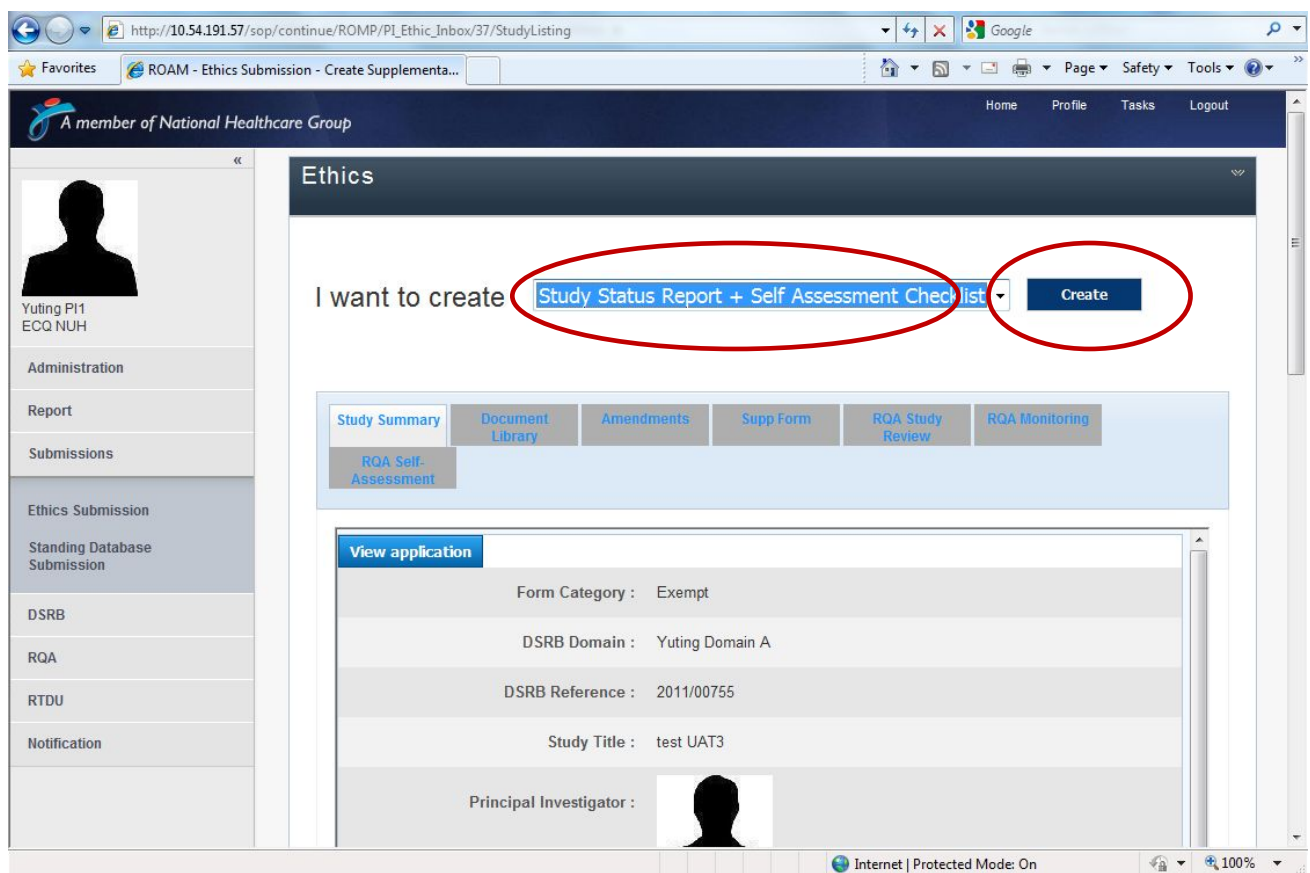 http://10.54.191.57/sop/continue/ROMP/PI_Ethic_Inbox/37/StudyListing
Google
Favorites
ROAM - Ethics Submission - Create Supplementa...
Page Safety Tools
A member of National Healthcare Group
Home Profile Tasks Logout
«
Yuting PI1
ECQ NUH
Administration
Report
Submissions
Ethics Submission
Standing Database
Submission
DSRB
RQA
RTDU
Notification
Ethics
I want to create Study Status Report + Self Assessment Checklist Create
Study Summary
Document
Library
Amendments
Supp Form
RQA Study
Review
RQA Monitoring
RQA Self-
Assessment
View application
Form Category : Exempt
DSRB Domain : Yuting Domain A
DSRB Reference : 2011/00755
Study Title : test UAT3
Principal Investigator :
Internet | Protected Mode: On
100%